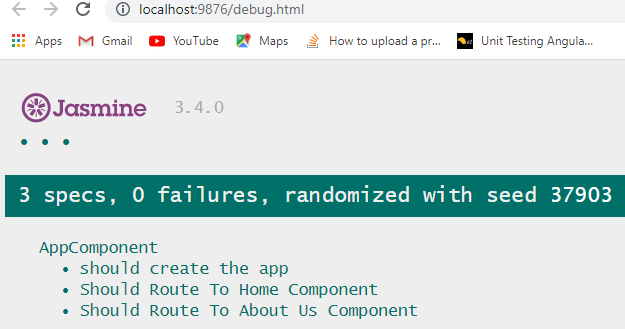 localhost:9876/debug.html
Apps Gmail YouTube Maps How to upload a pr... Unit Testing Angula...
Jasmine 3.4.0
• • •
3 specs, 0 failures, randomized with seed 37903
AppComponent
• should create the app
• Should Route To Home Component
• Should Route To About Us Component